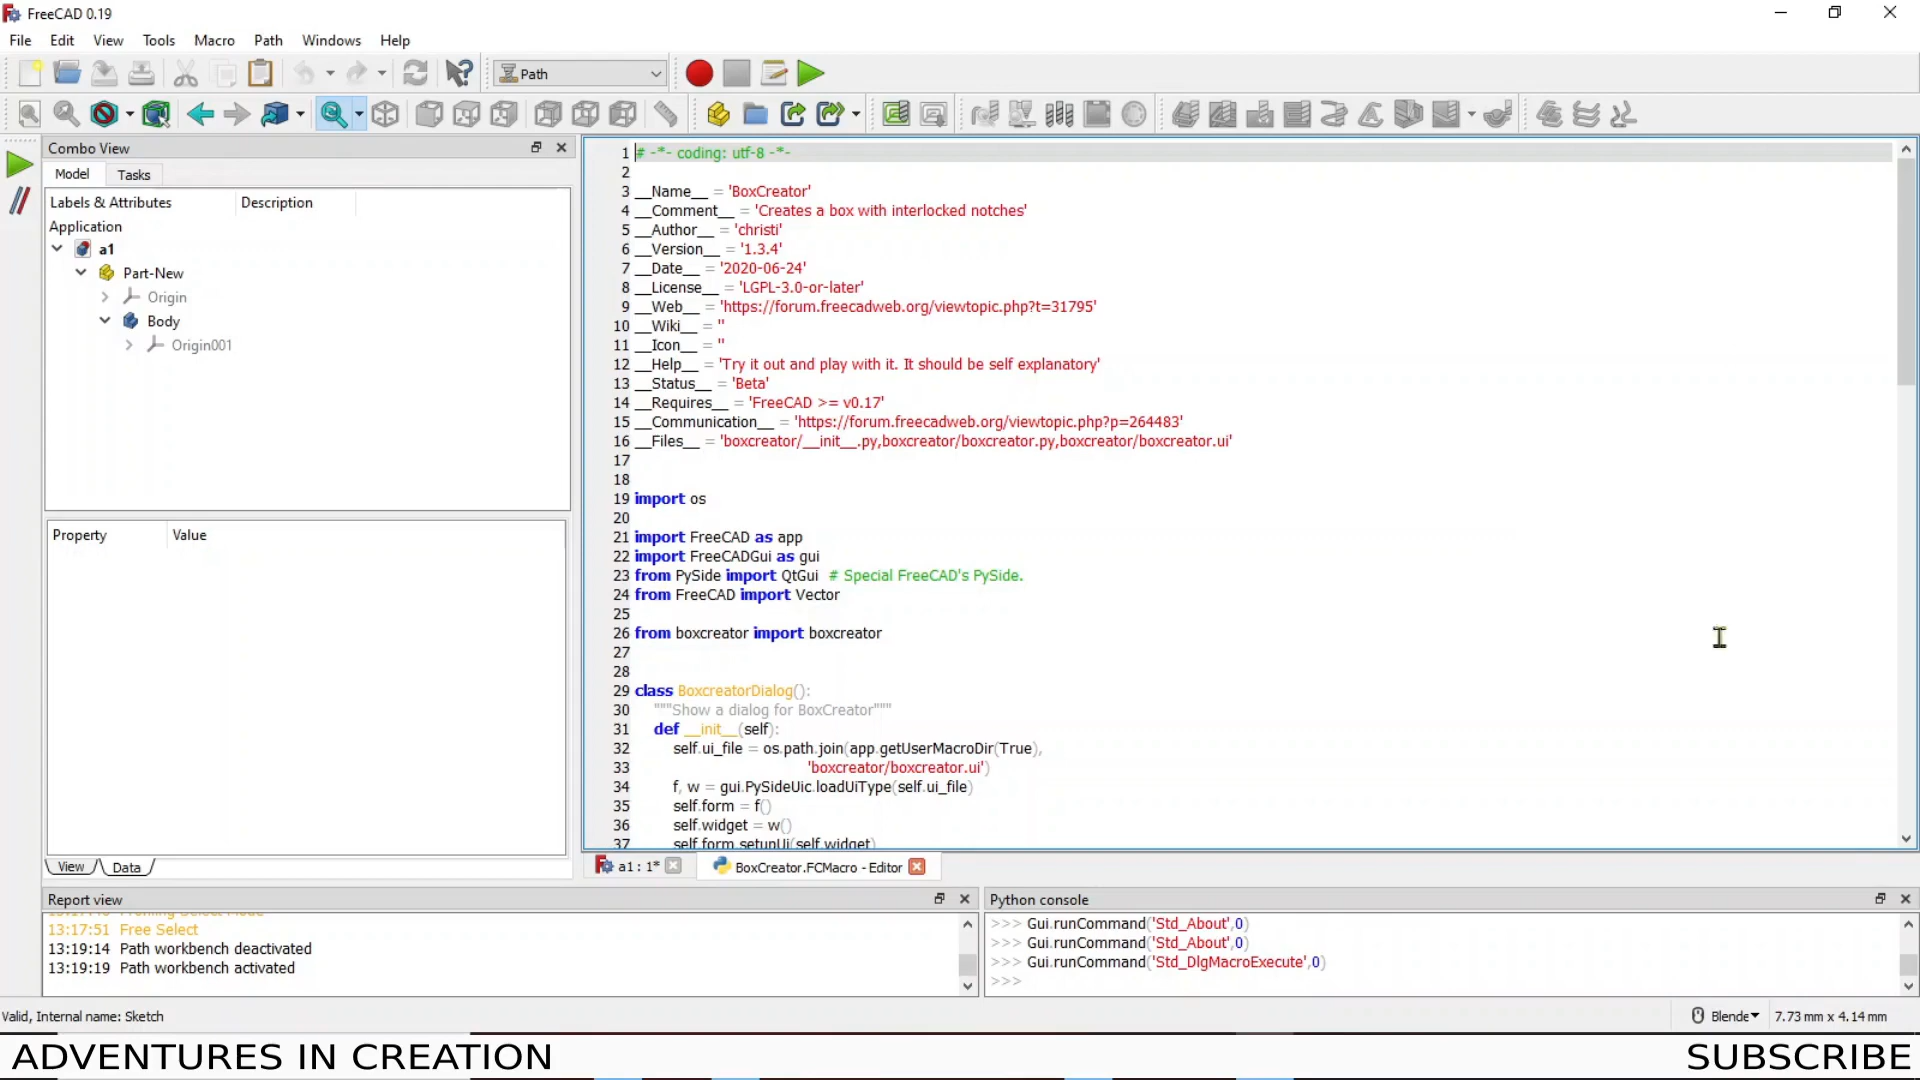 FreeCAD 0.19
File Edit View Tools Macro Path Windows Help
Path
Combo View
Model Tasks
Labels & Attributes Description
Application
a1
Part-New
Origin
Body
Origin001
Property Value
View Data
1 # -*- coding: utf-8 -*-
2
3 __Name__ = 'BoxCreator'
4 __Comment__ = 'Creates a box with interlocked notches'
5 __Author__ = 'christi'
6 __Version__ = '1.3.4'
7 __Date__ = '2020-06-24'
8 __License__ = 'LGPL-3.0-or-later'
9 __Web__ = 'https://forum.freecadweb.org/viewtopic.php?t=31795'
10 __Wiki__ = ''
11 __Icon__ = ''
12 __Help__ = 'Try it out and play with it. It should be self explanatory'
13 __Status__ = 'Beta'
14 __Requires__ = 'FreeCAD >= v0.17'
15 __Communication__ = 'https://forum.freecadweb.org/viewtopic.php?p=264483'
16 __Files__ = 'boxcreator/__init__.py,boxcreator/boxcreator.py,boxcreator/boxcreator.ui'
17
18
19 import os
20
21 import FreeCAD as app
22 import FreeCADGui as gui
23 from PySide import QtGui # Special FreeCAD's PySide.
24 from FreeCAD import Vector
25
26 from boxcreator import boxcreator
27
28
29 class BoxcreatorDialog():
30 """Show a dialog for BoxCreator"""
31 def __init__(self):
32 self.ui_file = os.path.join(app.getUserMacroDir(True),
33 'boxcreator/boxcreator.ui')
34 f, w = gui.PySideUic.loadUiType(self.ui_file)
35 self.form = f()
36 self.widget = w()
37 self.form.setupUi(self.widget)
a1 : 1* BoxCreator.FCMacro - Editor
Report view
13:17:51 Free Select
13:19:14 Path workbench deactivated
13:19:19 Path workbench activated
Python console
>>> Gui.runCommand('Std_About',0)
>>> Gui.runCommand('Std_About',0)
>>> Gui.runCommand('Std_DlgMacroExecute',0)
>>>
Valid, Internal name: Sketch
Blende 7.73 mm x 4.14 mm
ADVENTURES IN CREATION
SUBSCRIBE